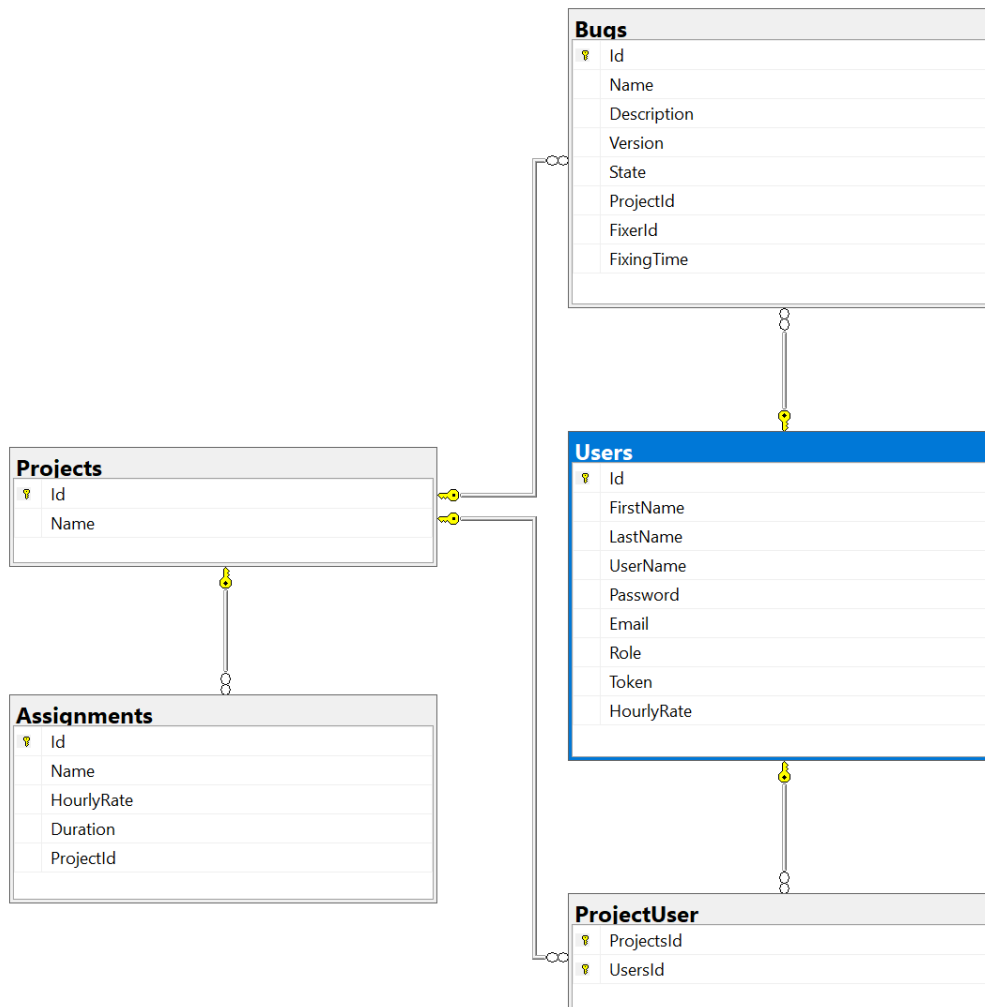 Bugs
Id
Name
Description
Version
State
ProjectId
FixerId
FixingTime
Projects
Id
Name
Users
Id
FirstName
LastName
UserName
Password
Email
Role
Token
HourlyRate
Assignments
Id
Name
HourlyRate
Duration
ProjectId
ProjectUser
ProjectsId
UsersId